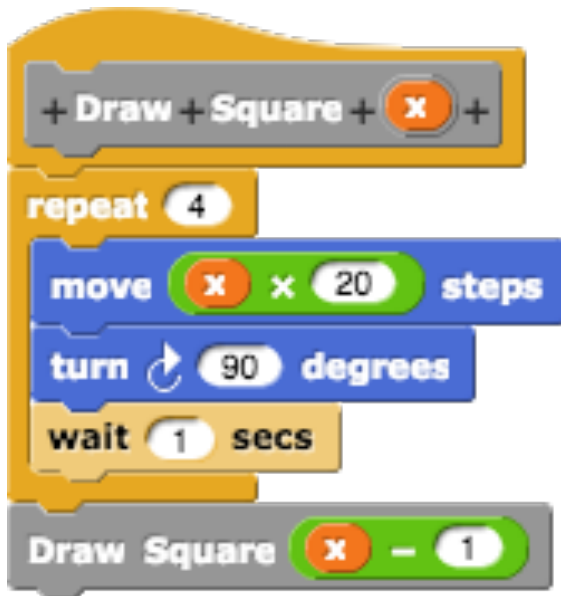 + Draw + Square + x +
repeat 4
move x × 20 steps
turn 90 degrees
wait 1 secs
Draw Square x - 1